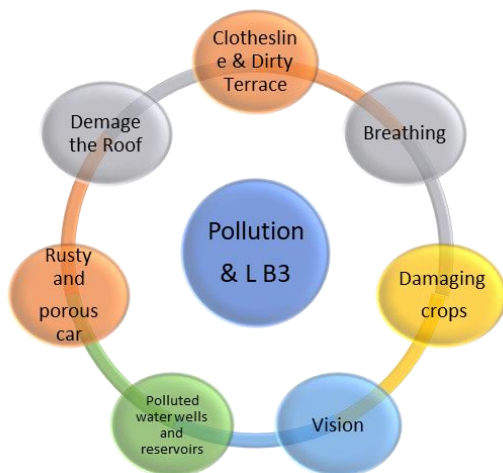 Clotheslin
e & Dirty
Terrace
Breathing
Damaging
crops
Vision
Polluted
water wells
and
reservoirs
Rusty
and
porous
car
Demage
the Roof
Pollution
& L B3